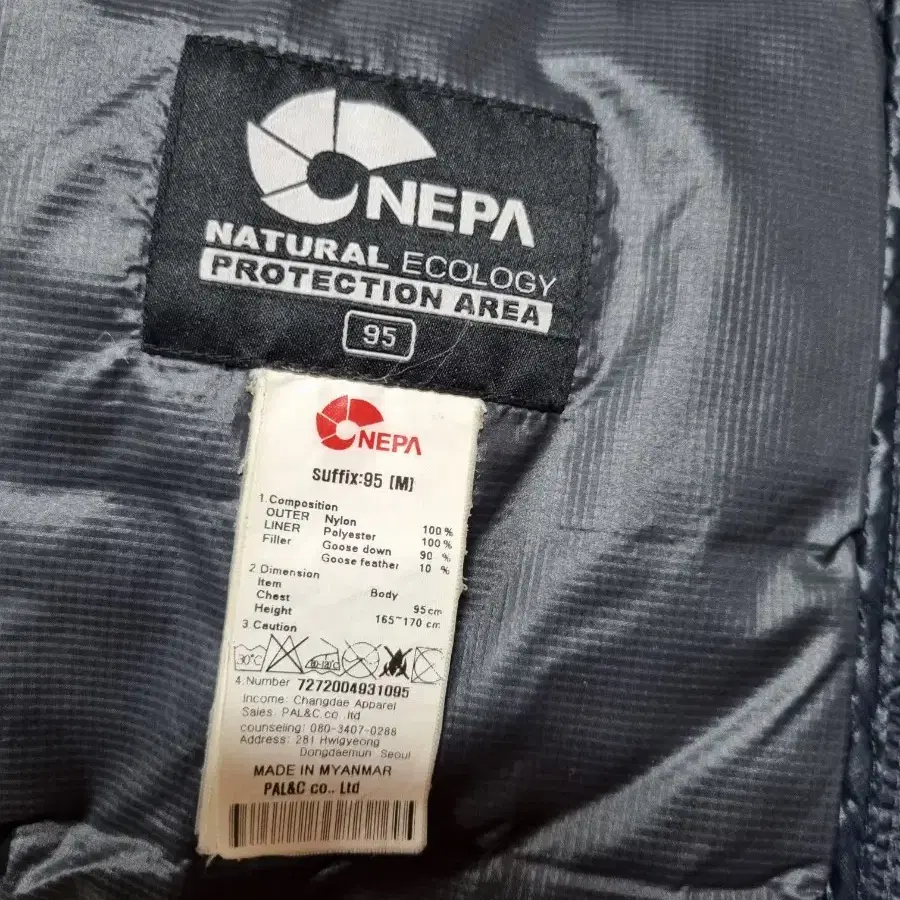 NEPA
NATURAL ECOLOGY
PROTECTION AREA
95
NEPA
Suffix:95 (M)
1.Composition
OUTER Nylon 100 %
LINER Polyester 100 %
Filler Goose down 90 %
Goose feather 10 %
2.Dimension
Item Body
Chest 95cm
Height 165~170 cm
3.Caution
30°C
4.Number 7272004931095
Income: Changdae Apparel
Sales: PAL&C.co.ltd
counseling: 080-3407-0288
Address: 281 Hwigyeong
Dongdaemun Seoul
MADE IN MYANMAR
PAL&C co., Ltd